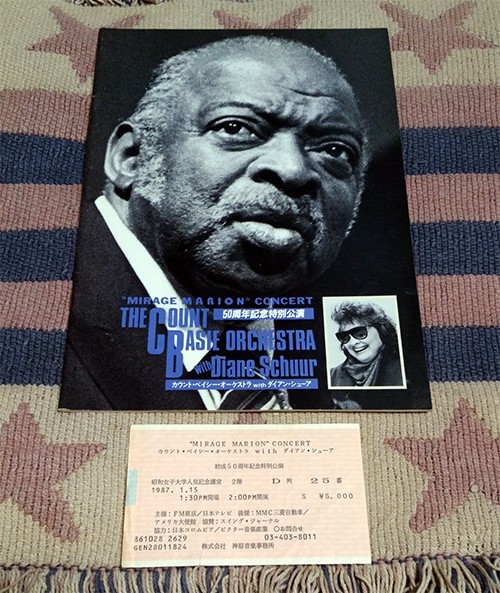 "MIRAGE MARION" CONCERT
THE COUNT 50周年記念特別公演
BASIE ORCHESTRA
with Diane Schuur
カウント・ベイシー・オーケストラ with ダイアン・シューア
"MIRAGE MARION" CONCERT
カウント・ベイシー・オーケストラ with ダイアン・シューア
結成50周年記念特別公演
昭和女子大学人見記念講堂 2階 D 列 25 番
1987. 1.15
1:30PM開場 2:00PM開演 S ¥5,000
主催：FM東京／日本テレビ 後援：MMC三菱自動車／
アメリカ大使館 協賛：スイング・ジャーナル
協力：日本コロムビア／ビクター音楽産業 〇お問合せ
861028 2629 03-403-8011
GEN28011824 株式会社 神原音楽事務所